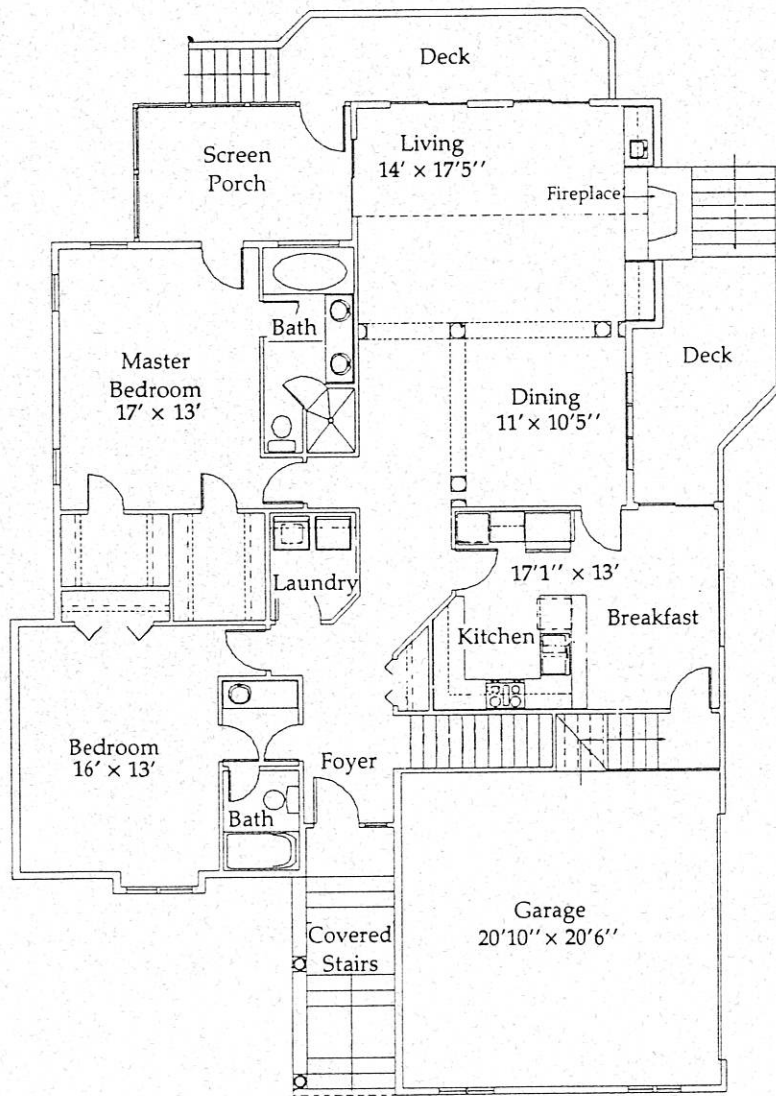 Deck
Screen
Porch
Living
14' × 17'5''
Fireplace
Bath
Master
Bedroom
17' × 13'
Deck
Dining
11' × 10'5''
Laundry
17'1'' × 13'
Kitchen
Breakfast
Bedroom
16' × 13'
Foyer
Bath
Covered
Stairs
Garage
20'10'' × 20'6''